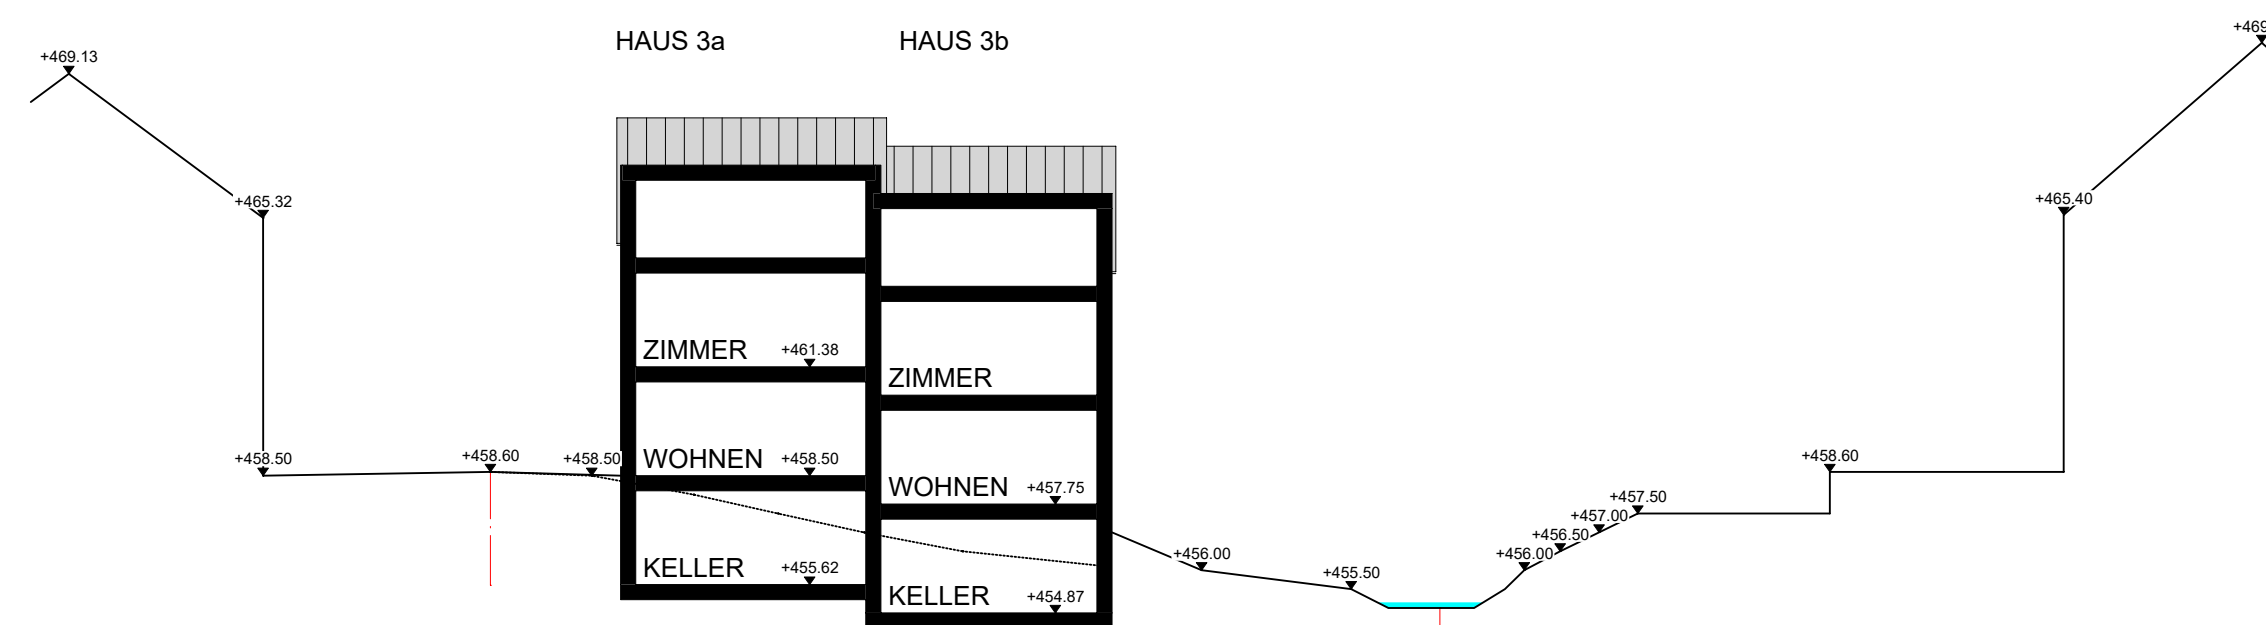 HAUS 3a
HAUS 3b
+469.13
+469
+465.32
+465.40
ZIMMER +461.38
ZIMMER
+458.50
+458.60
+458.50
WOHNEN +458.50
WOHNEN +457.75
+458.60
+457.50
+457.00
+456.50
+456.00
+456.00
+455.50
KELLER +455.62
KELLER +454.87